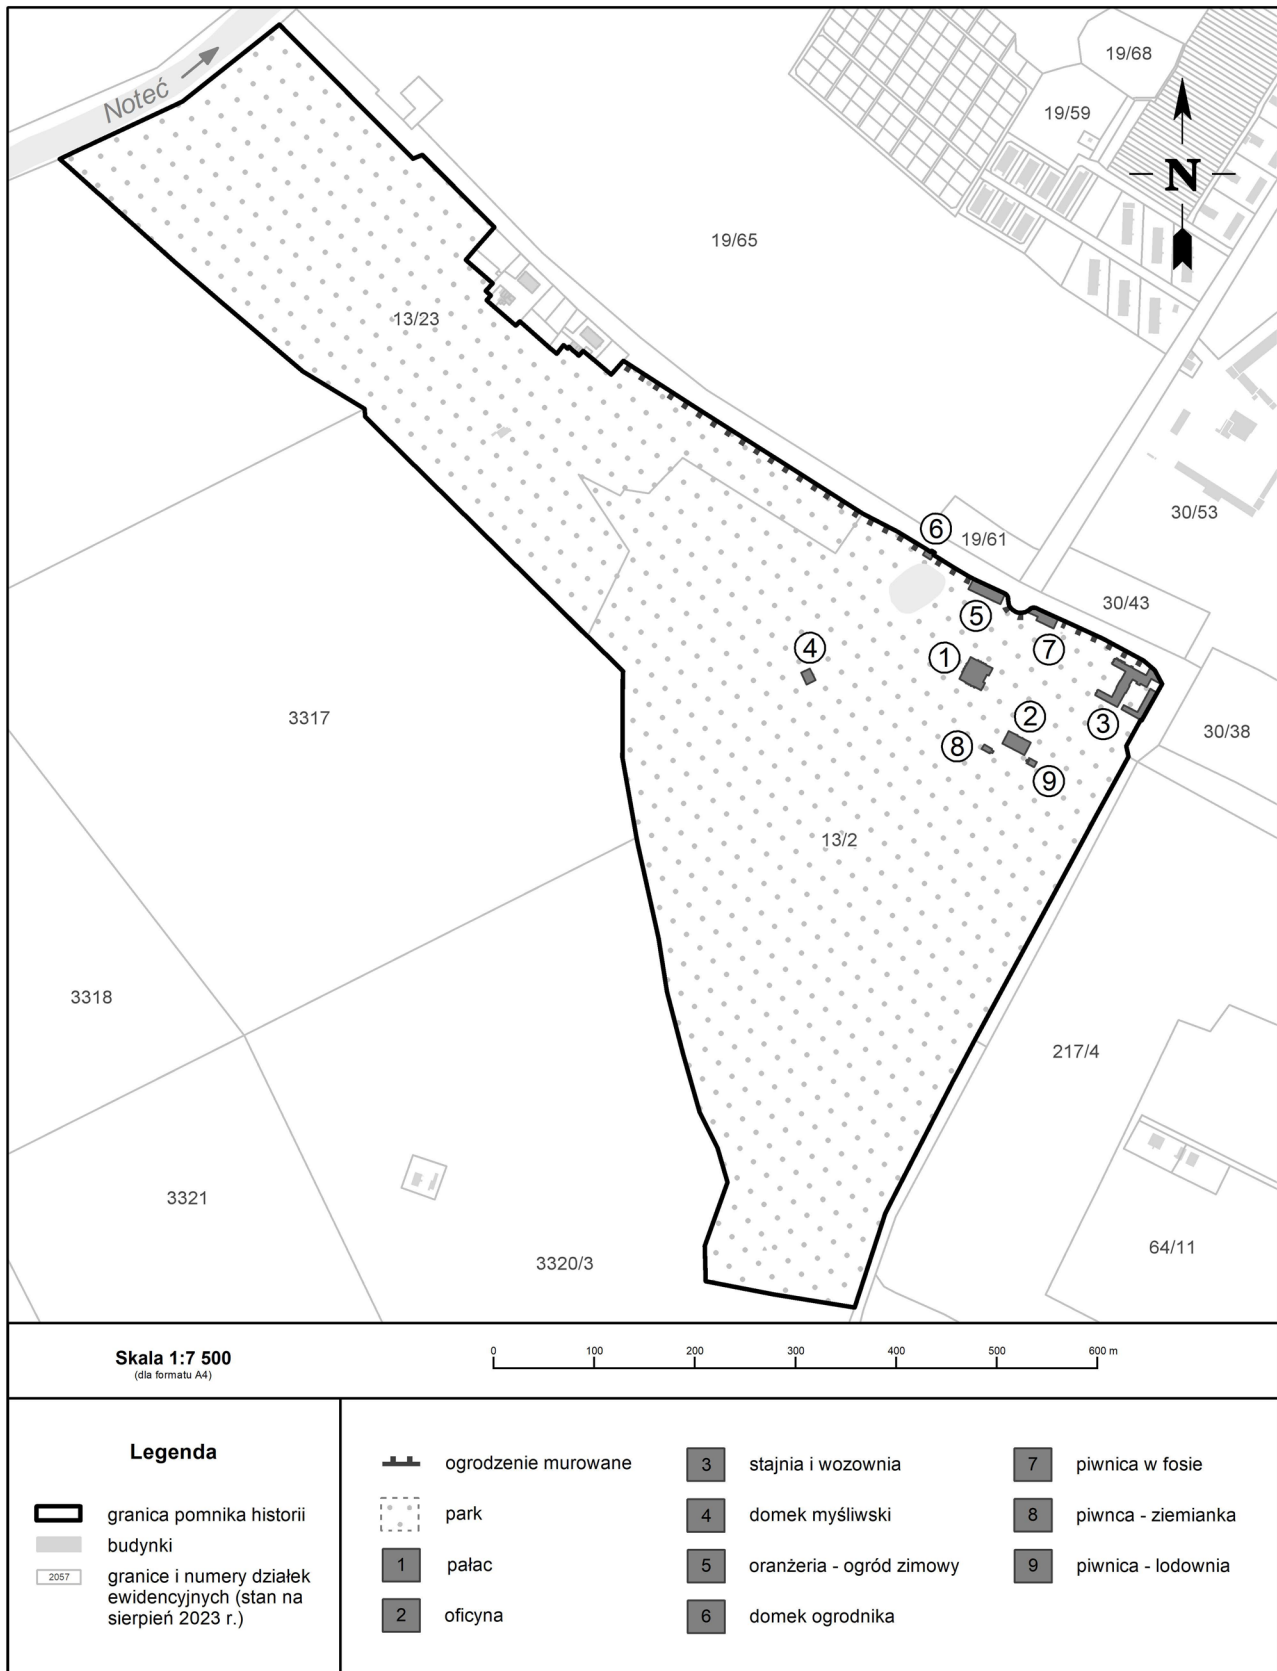 Noteć
19/68
19/59
N
19/65
13/23
30/53
6
19/61
5
30/43
7
4
1
2
3
8
9
30/38
3317
13/2
3318
217/4
3321
3320/3
64/11
Skala 1:7 500
(dla formatu A4)
0 100 200 300 400 500 600 m
Legenda
granica pomnika historii
budynki
2057 granice i numery działek
ewidencyjnych (stan na
sierpień 2023 r.)
ogrodzenie murowane
park
1 pałac
2 oficyna
3 stajnia i wozownia
4 domek myśliwski
5 oranżeria - ogród zimowy
6 domek ogrodnika
7 piwnica w fosie
8 piwnca - ziemianka
9 piwnica - lodownia